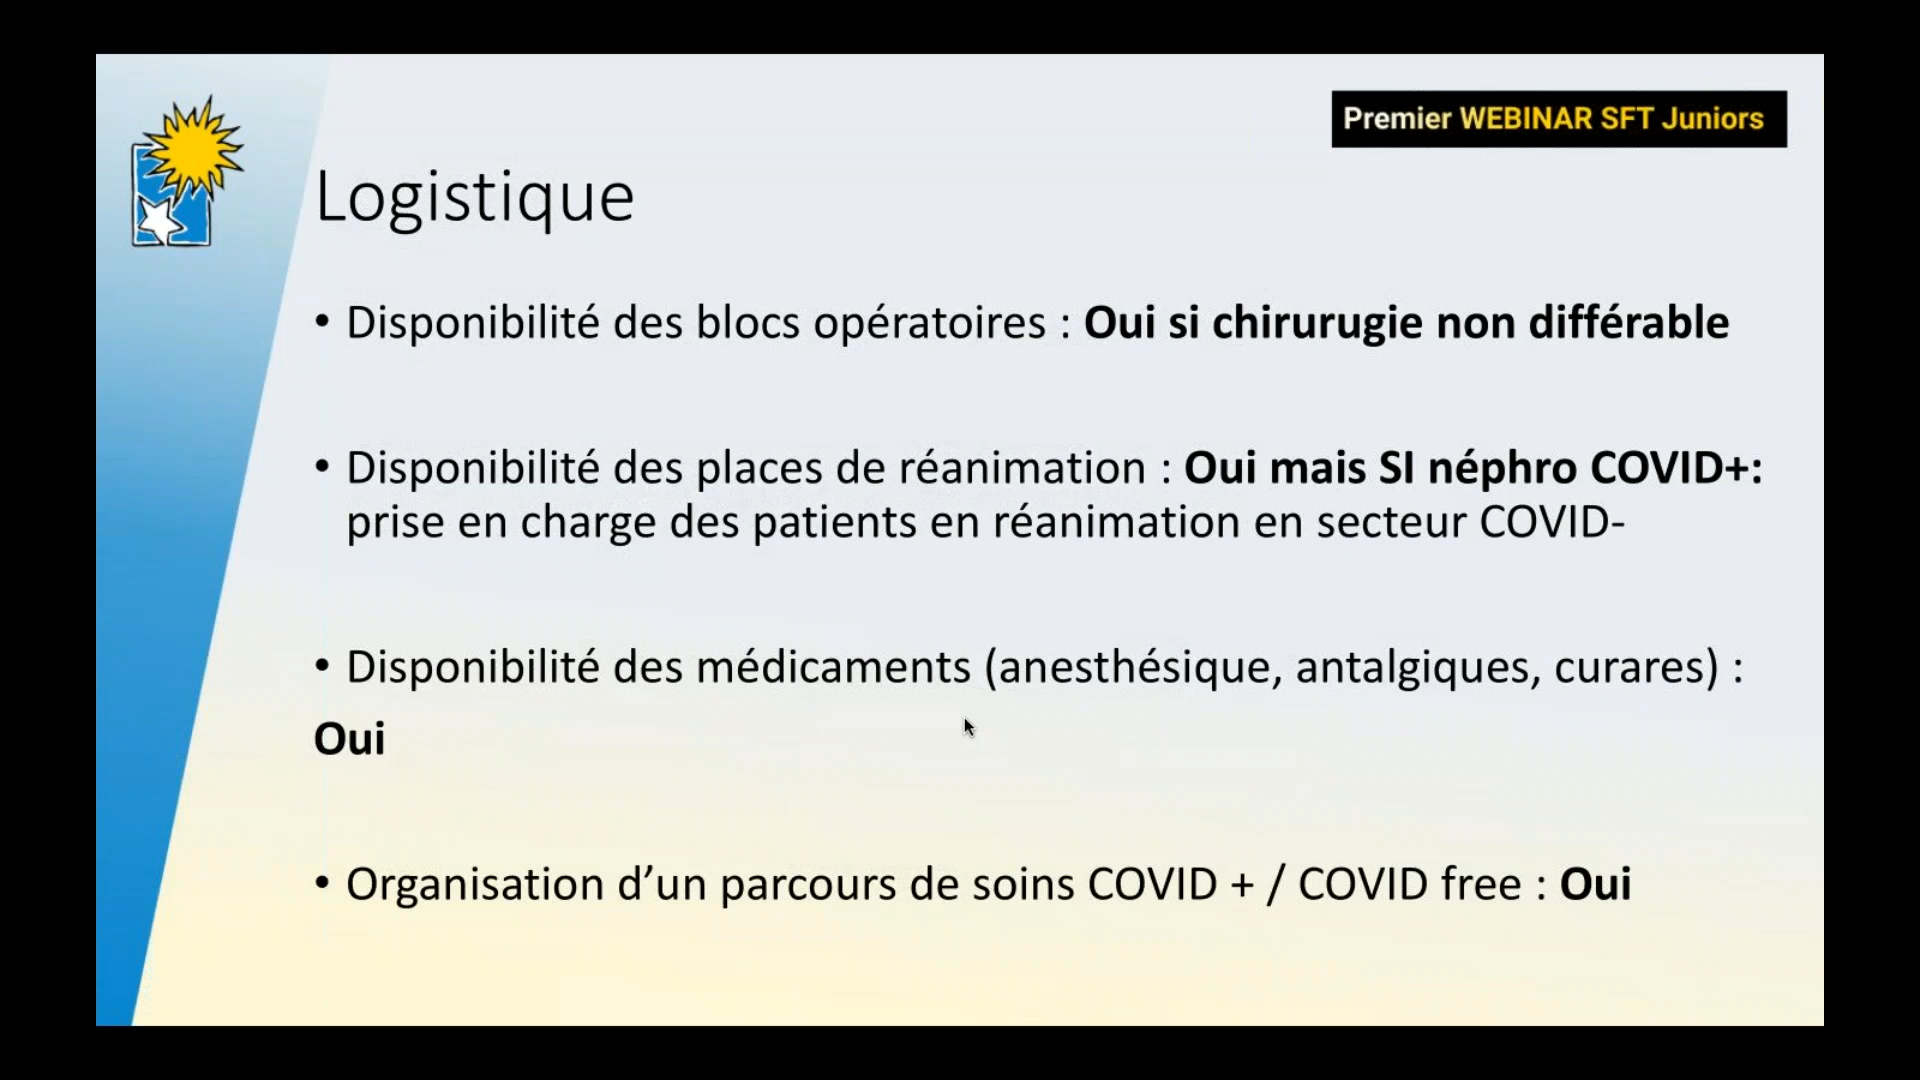 Premier WEBINAR SFT Juniors
Logistique
• Disponibilité des blocs opératoires : Oui si chirurugie non différable
• Disponibilité des places de réanimation : Oui mais SI néphro COVID+:
prise en charge des patients en réanimation en secteur COVID-
• Disponibilité des médicaments (anesthésique, antalgiques, curares) :
Oui
• Organisation d’un parcours de soins COVID + / COVID free : Oui